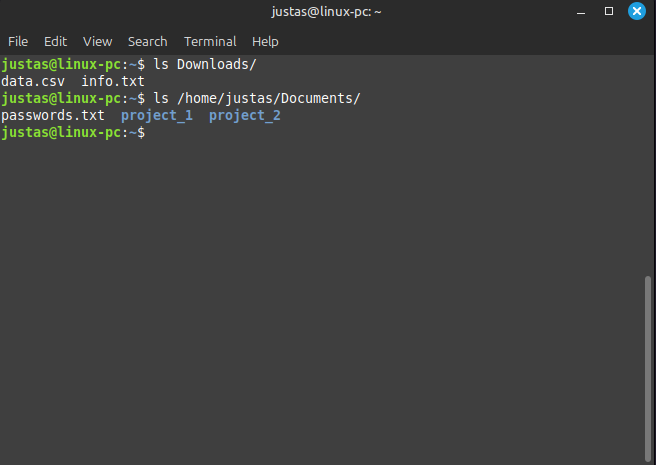 justas@linux-pc: ~
File Edit View Search Terminal Help
justas@linux-pc:~$ ls Downloads/
data.csv  info.txt
justas@linux-pc:~$ ls /home/justas/Documents/
passwords.txt  project_1  project_2
justas@linux-pc:~$